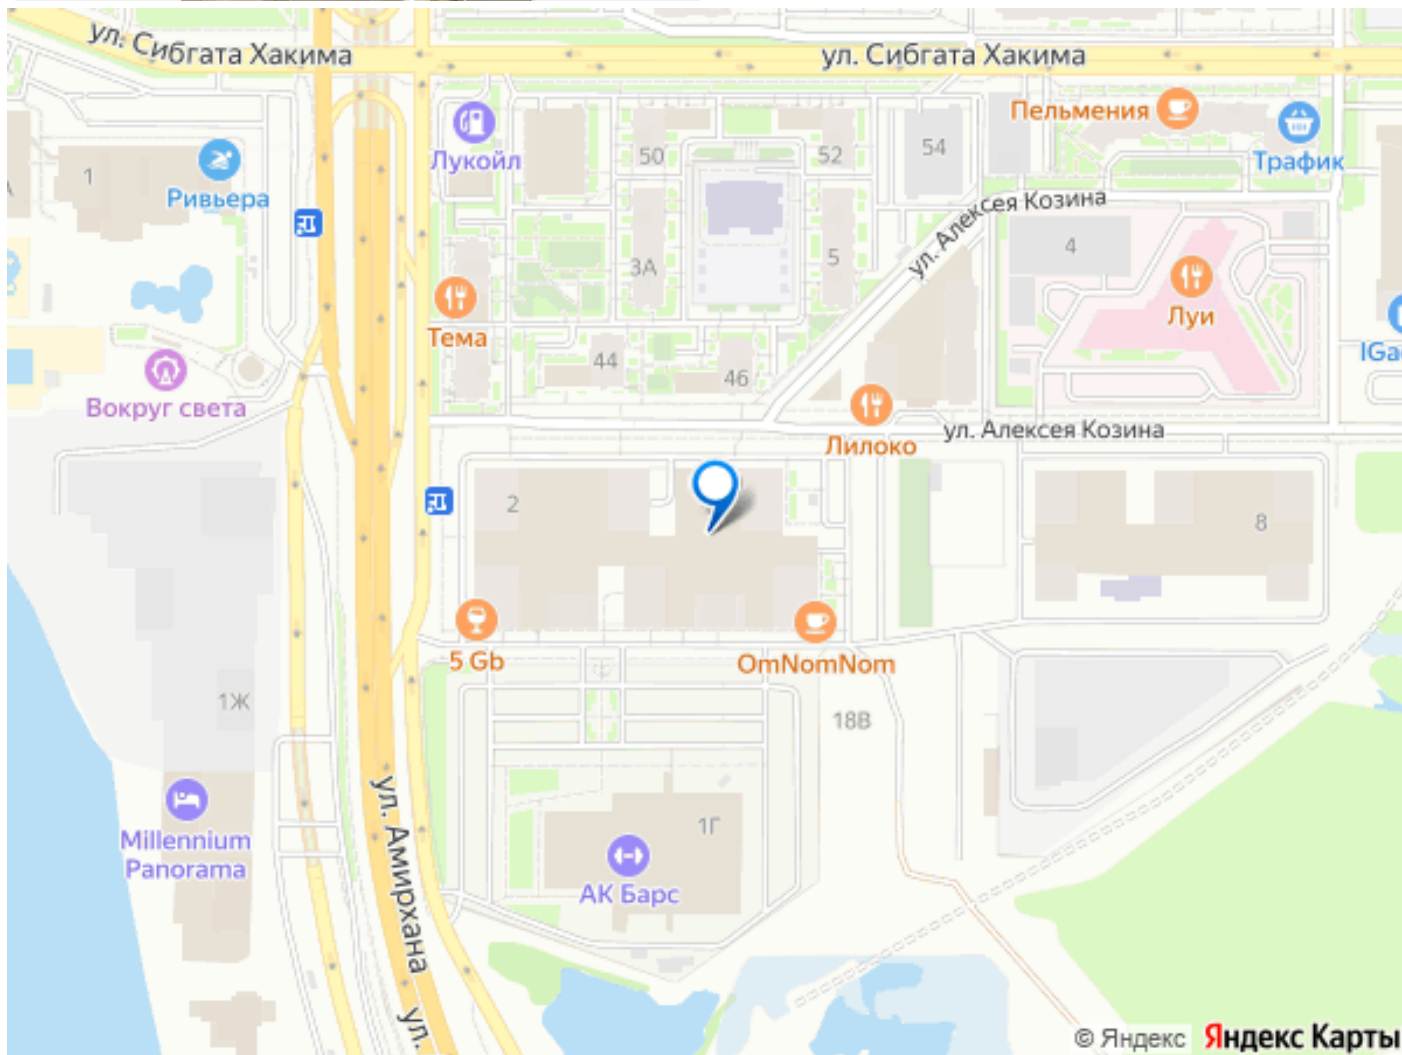 ул. Сибгата Хакима
ул. Сибгата Хакима
Пельмения
Лукойл
50
52
54
Трафик
1
Ривьера
ул. Алексея Козина
4
3А
5
Луи
Тема
44
46
IGa
Вокруг света
Лилоко
ул. Алексея Козина
2
8
5 Gb
OmNomNom
1Ж
18В
ул. Амирхана
ул.
Millennium
Panorama
1Г
АК Барс
© Яндекс Яндекс Карты